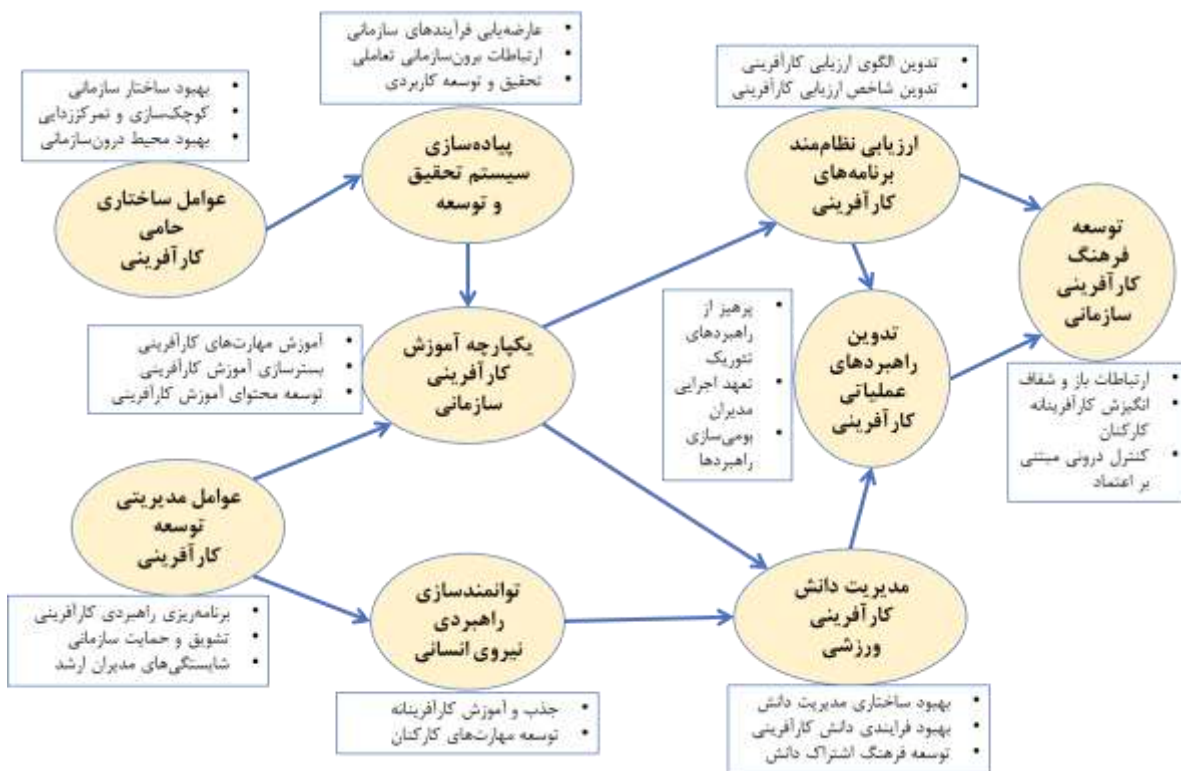 عارضه‌یابی فرآیندهای سازمانی
ارتباطات برون‌سازمانی تعاملی
تحقیق و توسعه کاربردی
تدوین الگوی ارزیابی کارآفرینی
تدوین شاخص ارزیابی کارآفرینی
بهبود ساختار سازمانی
کوچک‌سازی و تمرکززدایی
بهبود محیط درون‌سازمانی
پیاده‌سازی
سیستم تحقیق
و توسعه
ارزیابی نظام‌مند
برنامه‌های
کارآفرینی
عوامل ساختاری
حامی
کارآفرینی
توسعه
فرهنگ
کارآفرینی
سازمانی
پرهیز از
راهبردهای
تئوریک
تعهد اجرایی
مدیران
بومی‌سازی
راهبردها
تدوین
راهبردهای
عملیاتی
کارآفرینی
یکپارچه آموزش
کارآفرینی
سازمانی
آموزش مهارت‌های کارآفرینی
بسترسازی آموزش کارآفرینی
توسعه محتوای آموزش کارآفرینی
ارتباطات باز و شفاف
انگیزش کارآفرینانه
کارکنان
کنترل درونی مبتنی
بر اعتماد
عوامل مدیریتی
توسعه
کارآفرینی
برنامه‌ریزی راهبردی کارآفرینی
تشویق و حمایت سازمانی
شایستگی‌های مدیران ارشد
توانمندسازی
راهبردی
نیروی انسانی
جذب و آموزش کارآفرینانه
توسعه مهارت‌های کارکنان
مدیریت دانش
کارآفرینی
ورزشی
بهبود ساختاری مدیریت دانش
بهبود فرایندی دانش کارآفرینی
توسعه فرهنگ اشتراک دانش